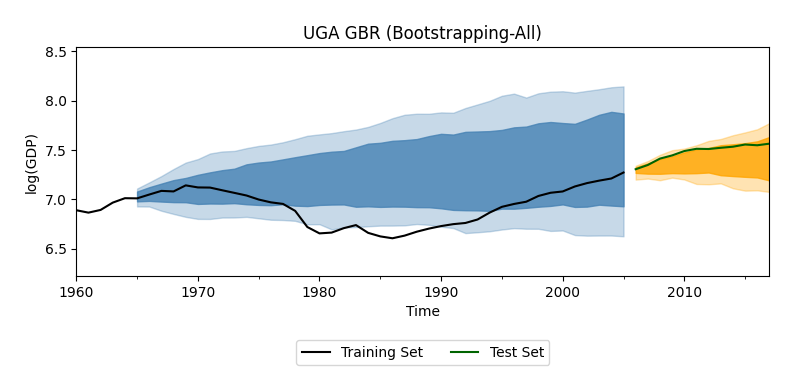 UGA GBR (Bootstrapping-All)
8.5
8.0
7.5
7.0
6.5
log(GDP)
1960 1970 1980 1990 2000 2010
Time
Training Set Test Set